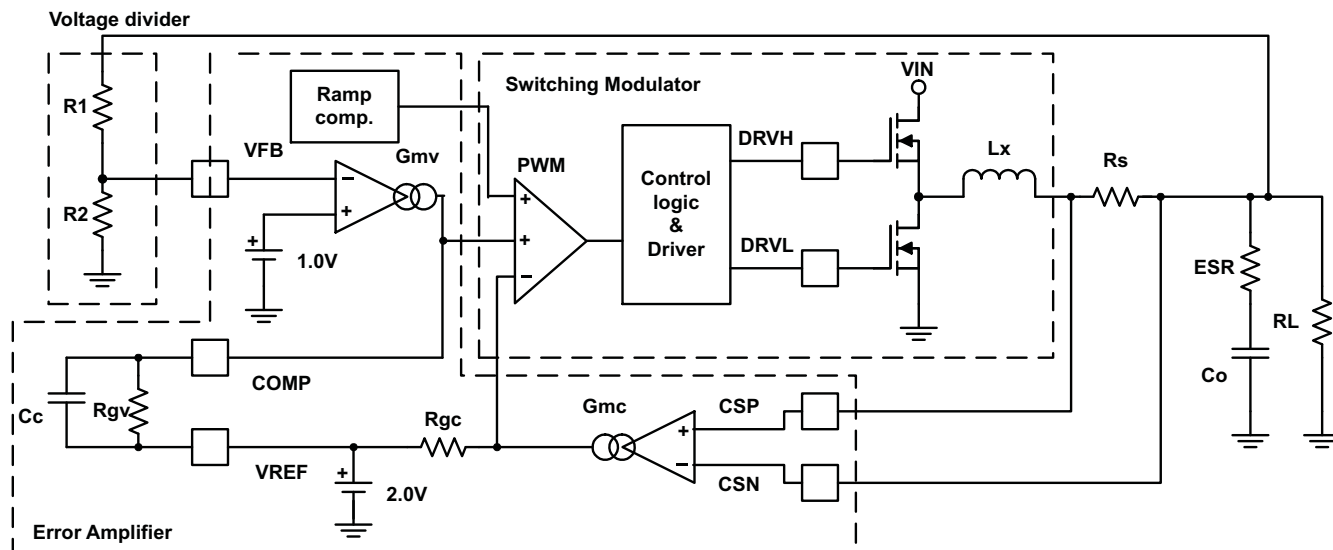 Voltage divider
R1
R2
VFB
Ramp
comp.
Gmv
−
+
+
1.0V
Switching Modulator
PWM
+
+
−
Control
logic
&
Driver
DRVH
DRVL
VIN
Lx
Rs
ESR
Co
RL
COMP
Cc
Rgv
VREF
Rgc
+
2.0V
Gmc
+
−
CSP
CSN
Error Amplifier